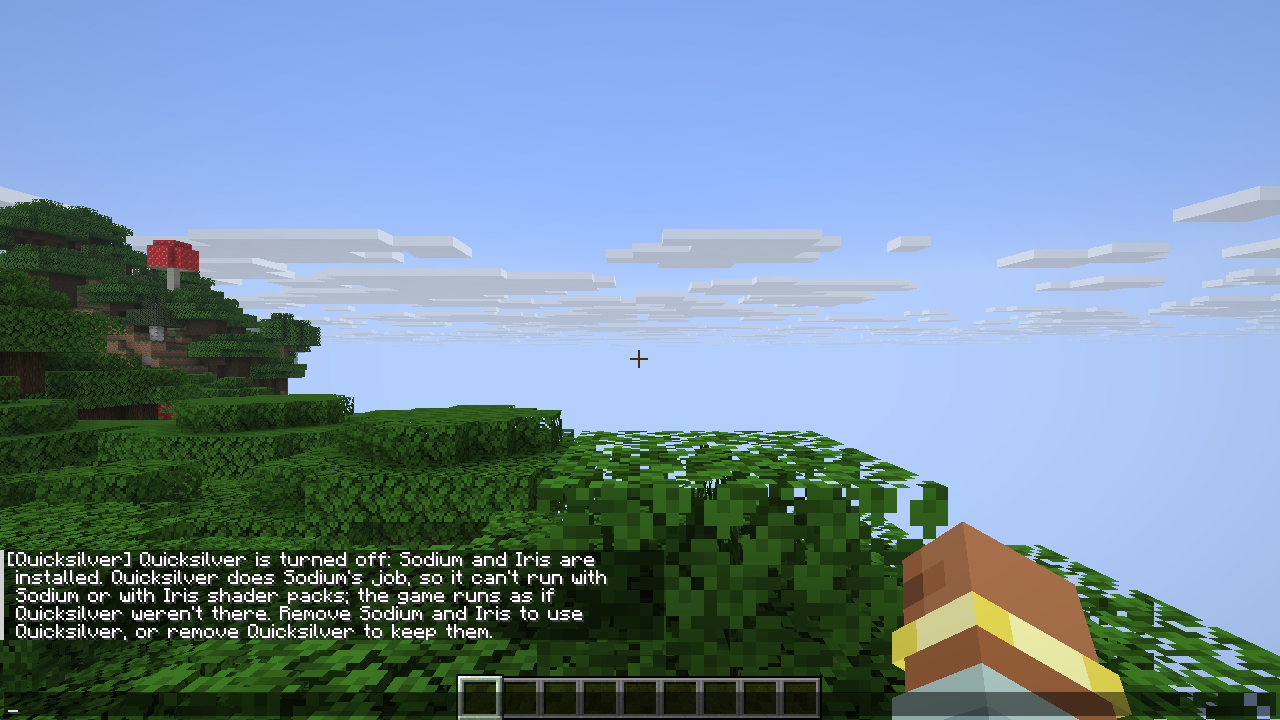 [Quicksilver] Quicksilver is turned off: Sodium and Iris are
installed. Quicksilver does Sodium's job, so it can't run with
Sodium or with Iris shader packs; the game runs as if
Quicksilver weren't there. Remove Sodium and Iris to use
Quicksilver, or remove Quicksilver to keep them.
_